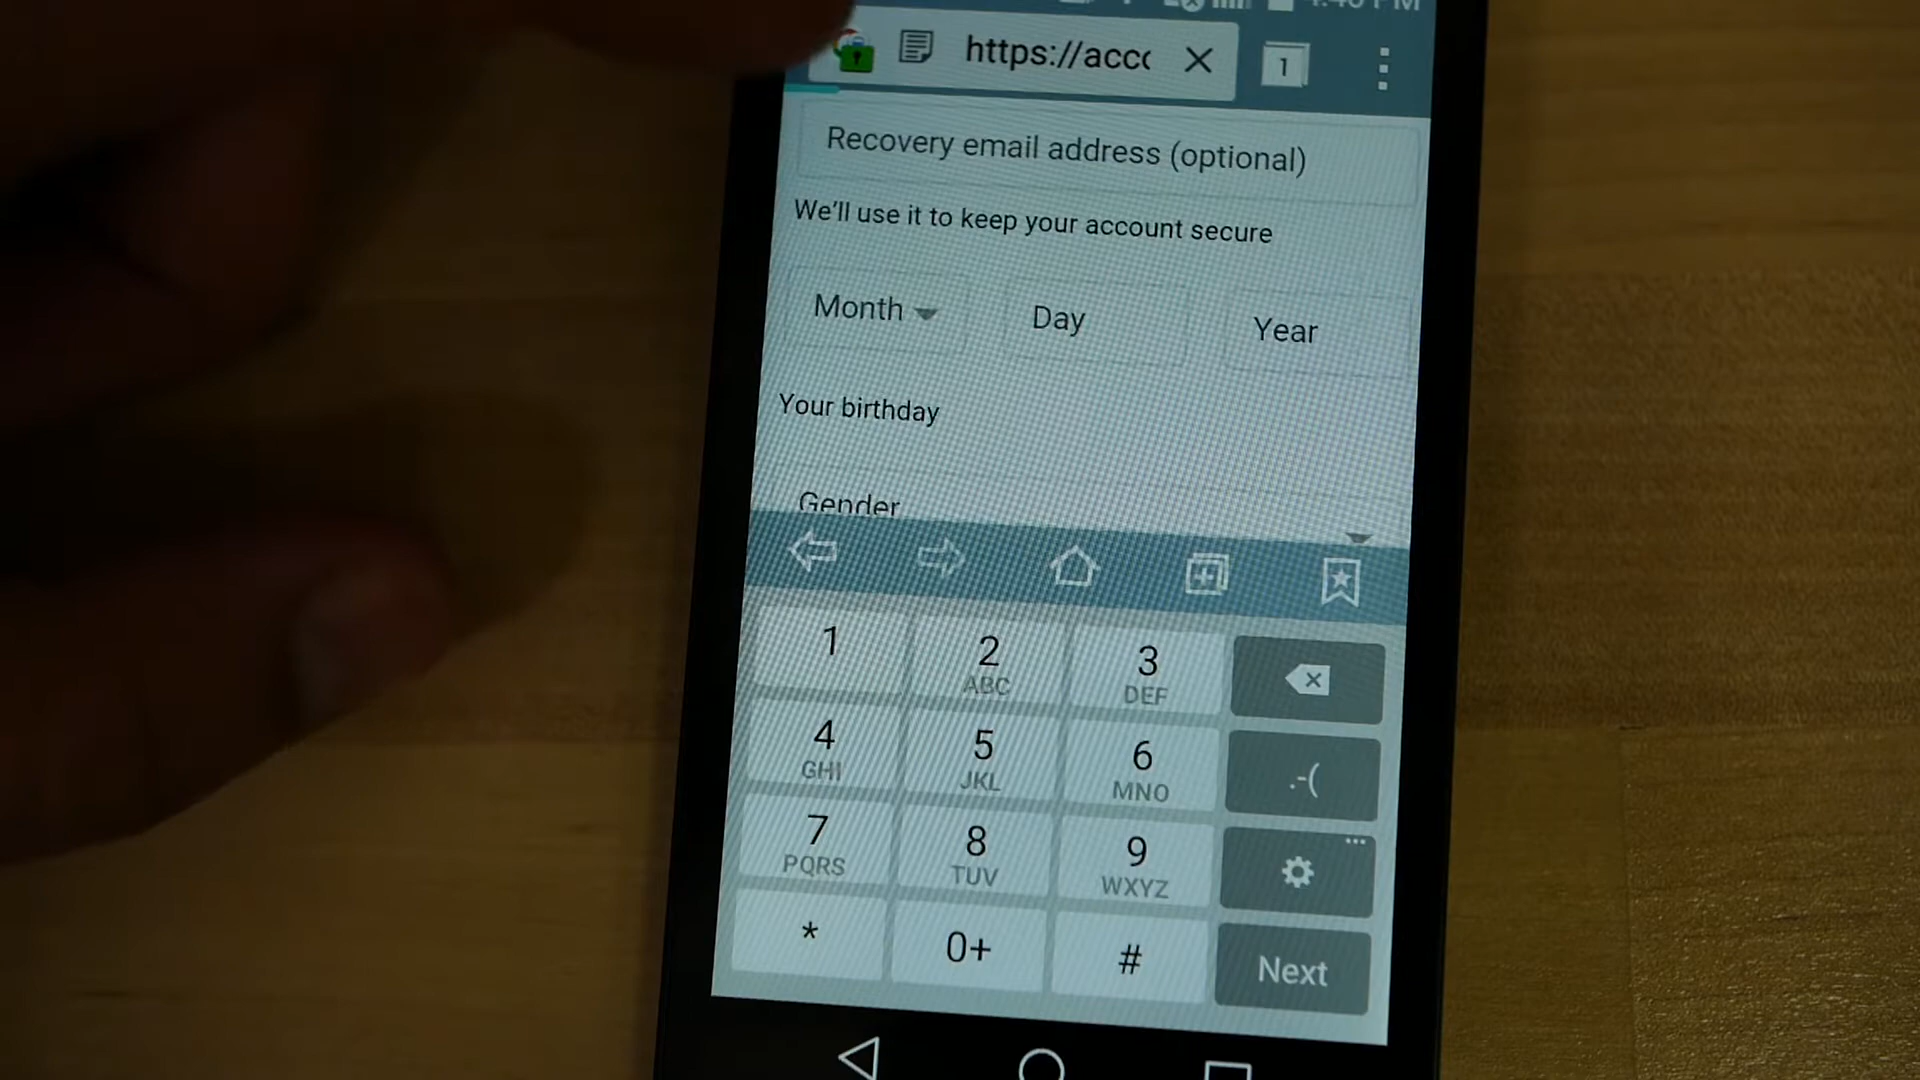 https://acco
1
Recovery email address (optional)
We'll use it to keep your account secure
Month Day Year
Your birthday
Gender
1 2 3
ABC DEF
4 5 6 .-(
GHI JKL MNO
7 8 9
PQRS TUV WXYZ
* 0+ # Next